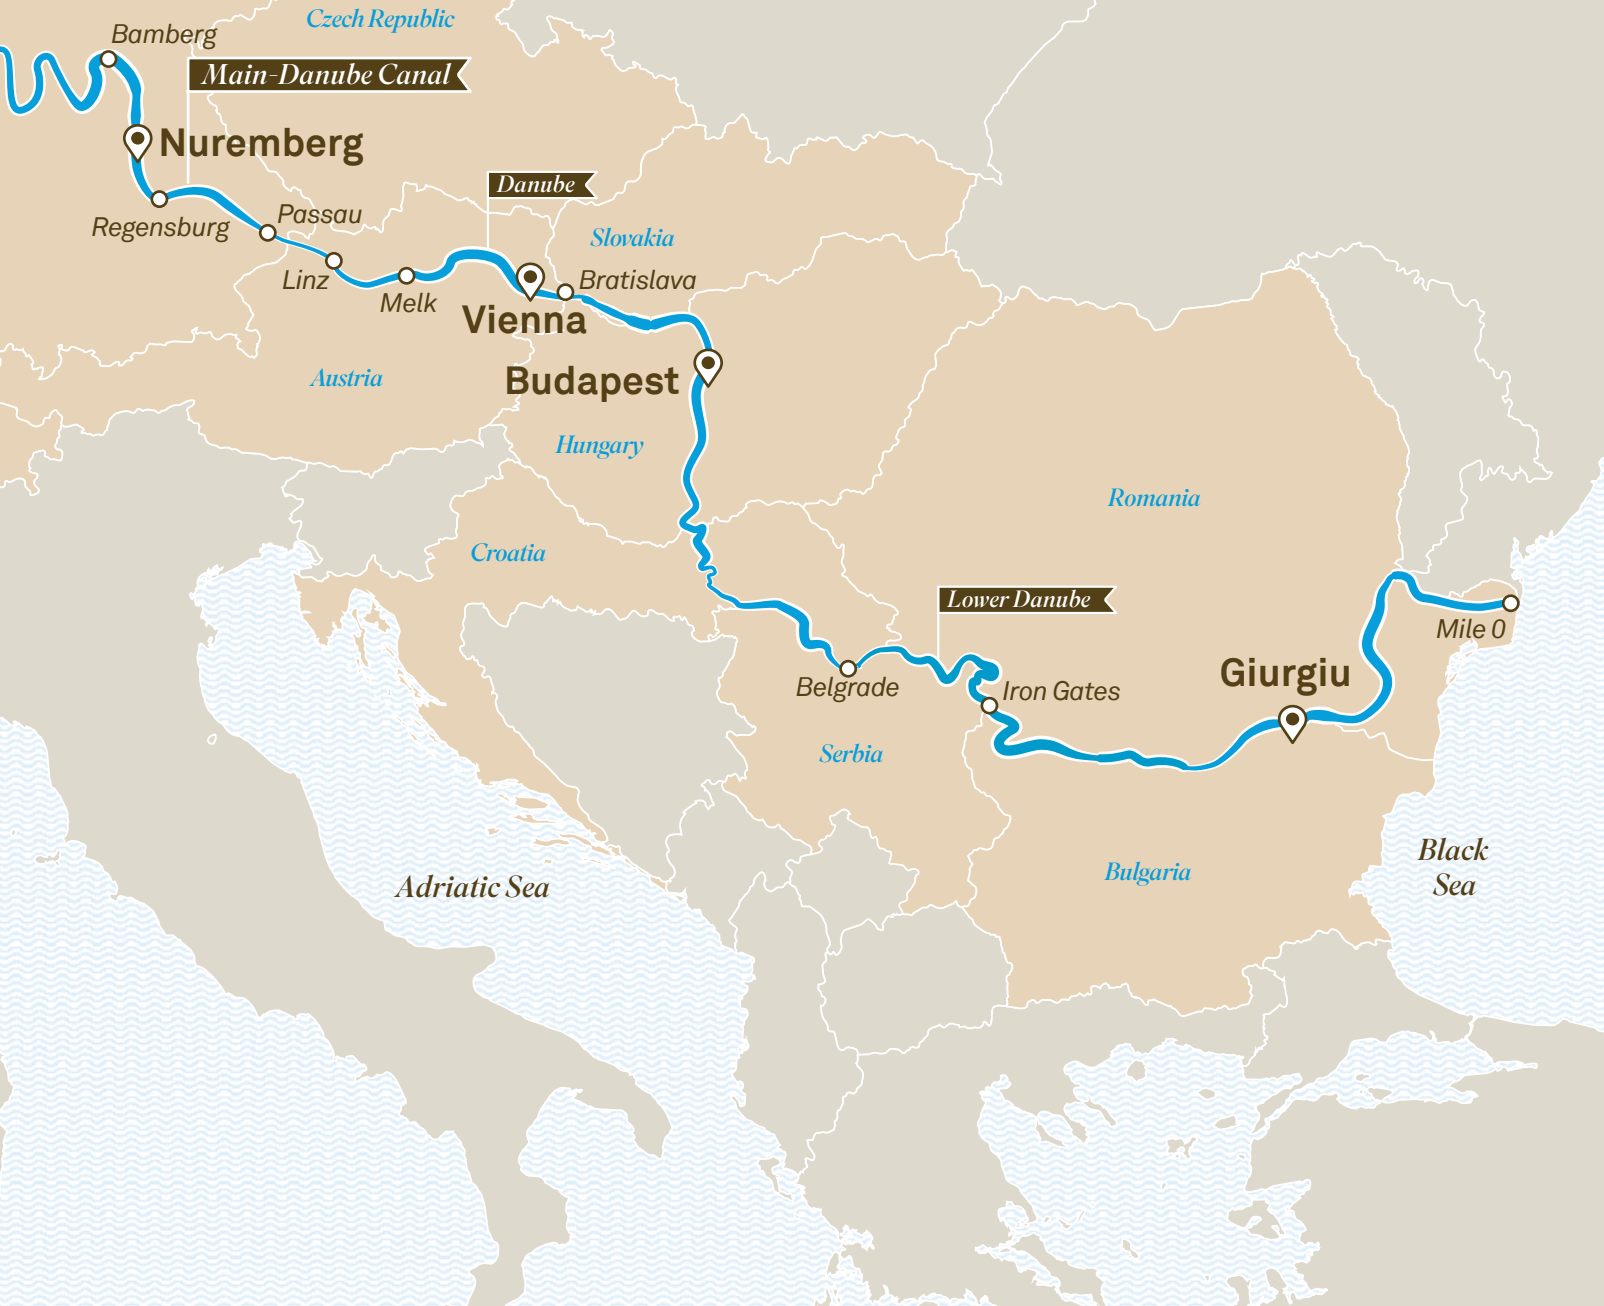 Czech Republic
Bamberg
Main-Danube Canal
Nuremberg
Danube
Passau
Regensburg
Slovakia
Linz
Bratislava
Melk
Vienna
Austria
Budapest
Hungary
Romania
Croatia
Lower Danube
Mile 0
Giurgiu
Belgrade
Iron Gates
Serbia
Black
Sea
Bulgaria
Adriatic Sea